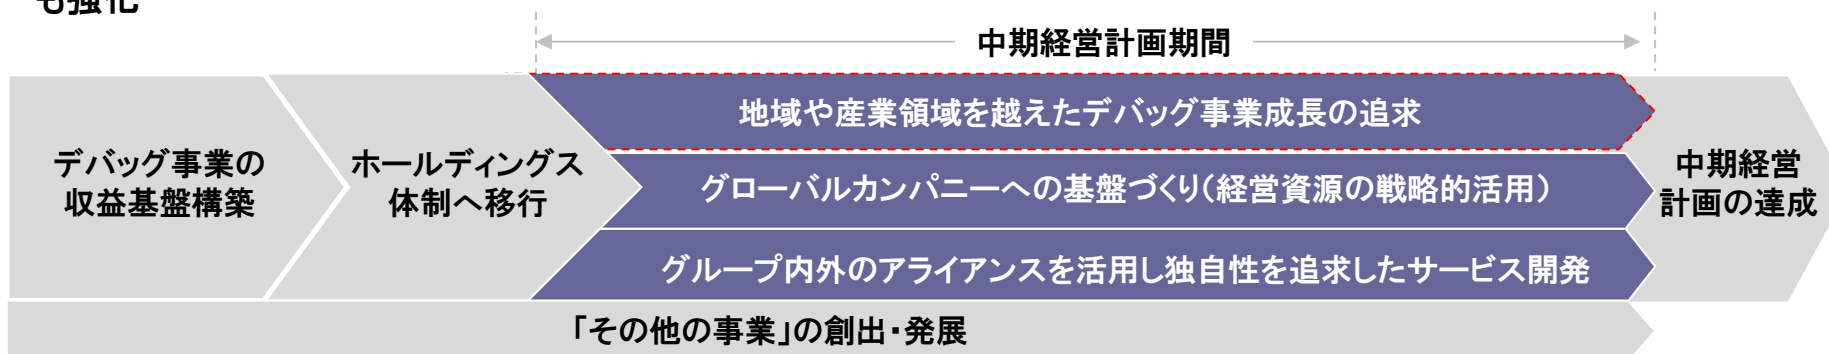 も強化
中期経営計画期間
デバッグ事業の
収益基盤構築
ホールディングス
体制へ移行
地域や産業領域を越えたデバッグ事業成長の追求
グローバルカンパニーへの基盤づくり（経営資源の戦略的活用）
グループ内外のアライアンスを活用し独自性を追求したサービス開発
中期経営
計画の達成
「その他の事業」の創出・発展